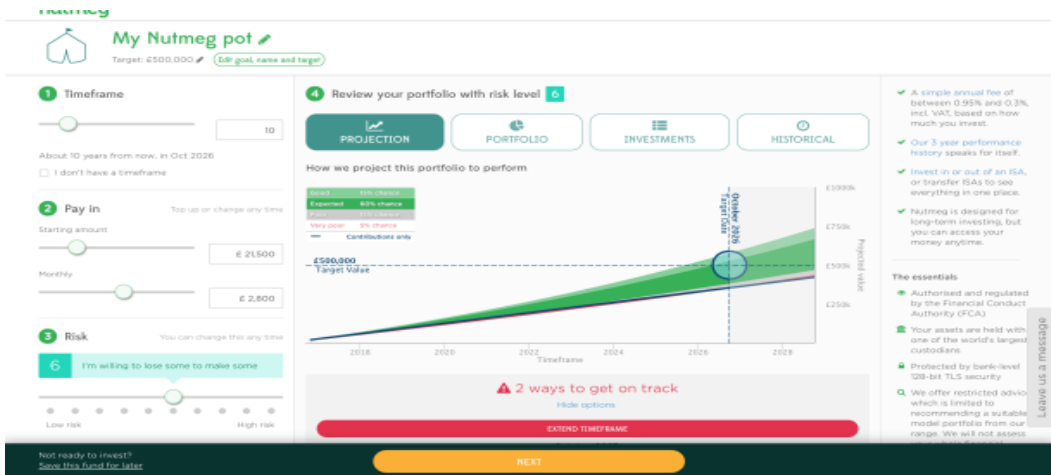 nutmeg
My Nutmeg pot
Target: £500,000
Edit goal, name and target
1 Timeframe
10
About 10 years from now, in Oct 2026
I don't have a timeframe
2 Pay in
Top up or change any time
Starting amount
£ 21,500
Monthly
£ 2,800
3 Risk
You can change this any time
6 I'm willing to lose some to make some
Low risk
High risk
4 Review your portfolio with risk level 6
PROJECTION
PORTFOLIO
INVESTMENTS
HISTORICAL
How we project this portfolio to perform
Good
Expected 60% chance
Very poor 5% chance
Contributions only
£500,000
Target Value
October 2026
Target Date
£1000k
£750k
£500k
£250k
Projected value
2018
2020
2022
2024
2026
2028
Timeframe
2 ways to get on track
Hide options
EXTEND TIMEFRAME
A simple annual fee of
between 0.95% and 0.3%,
incl. VAT, based on how
much you invest.
Our 3 year performance
history speaks for itself.
Invest in or out of an ISA,
or transfer ISAs to see
everything in one place.
Nutmeg is designed for
long-term investing, but
you can access your
money anytime.
The essentials
Authorised and regulated
by the Financial Conduct
Authority (FCA)
Your assets are held with
one of the world's largest
custodians
Protected by bank-level
128-bit TLS security
We offer restricted advice
which is limited to
recommending a suitable
model portfolio from our
range. We will not assess
Leave us a message
Not ready to invest?
Save this fund for later
NEXT